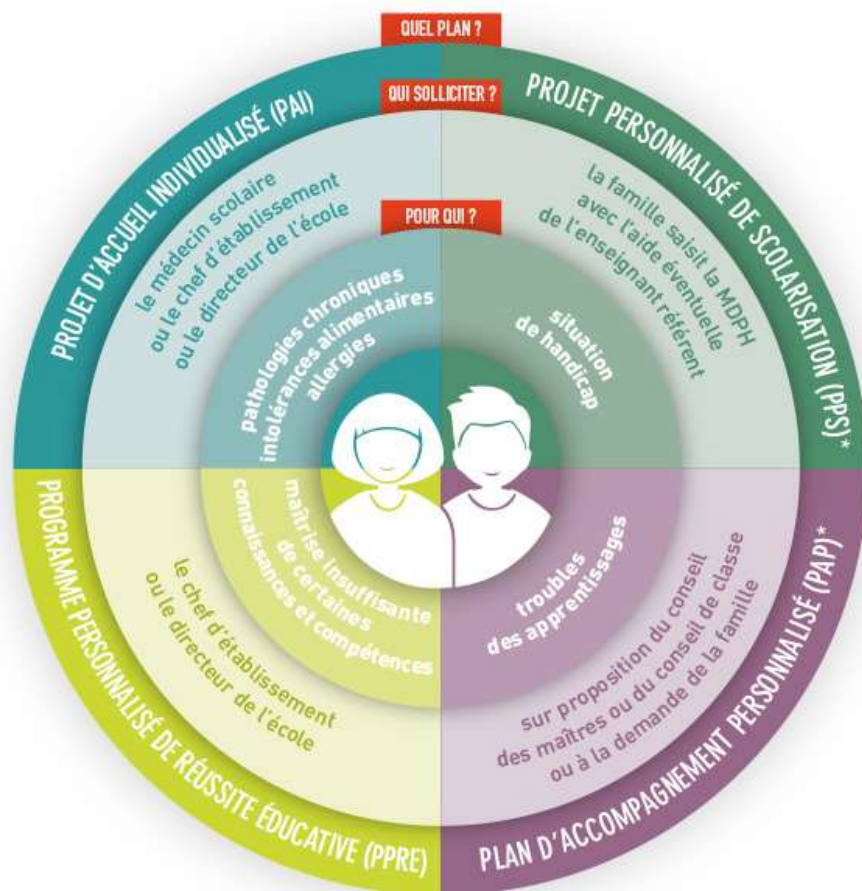 QUEL PLAN ?
QUI SOLLICITER ?
POUR QUI ?
PROJET D'ACCUEIL INDIVIDUALISÉ (PAI)
le médecin scolaire
ou le chef d'établissement
ou le directeur de l'école
pathologies chroniques
intolérances alimentaires
allergies
PROJET PERSONNALISÉ DE SCOLARISATION (PPS)*
la famille saisit la MDPH
avec l'aide éventuelle
de l'enseignant référent
situation
de handicap
PROGRAMME PERSONNALISÉ DE RÉUSSITE ÉDUCATIVE (PPRE)
le chef d'établissement
ou le directeur de l'école
maîtrise insuffisante
de certaines
connaissances et compétences
PLAN D'ACCOMPAGNEMENT PERSONNALISÉ (PAP)*
sur proposition du conseil
des maîtres ou du conseil de classe
ou à la demande de la famille
troubles
des apprentissages